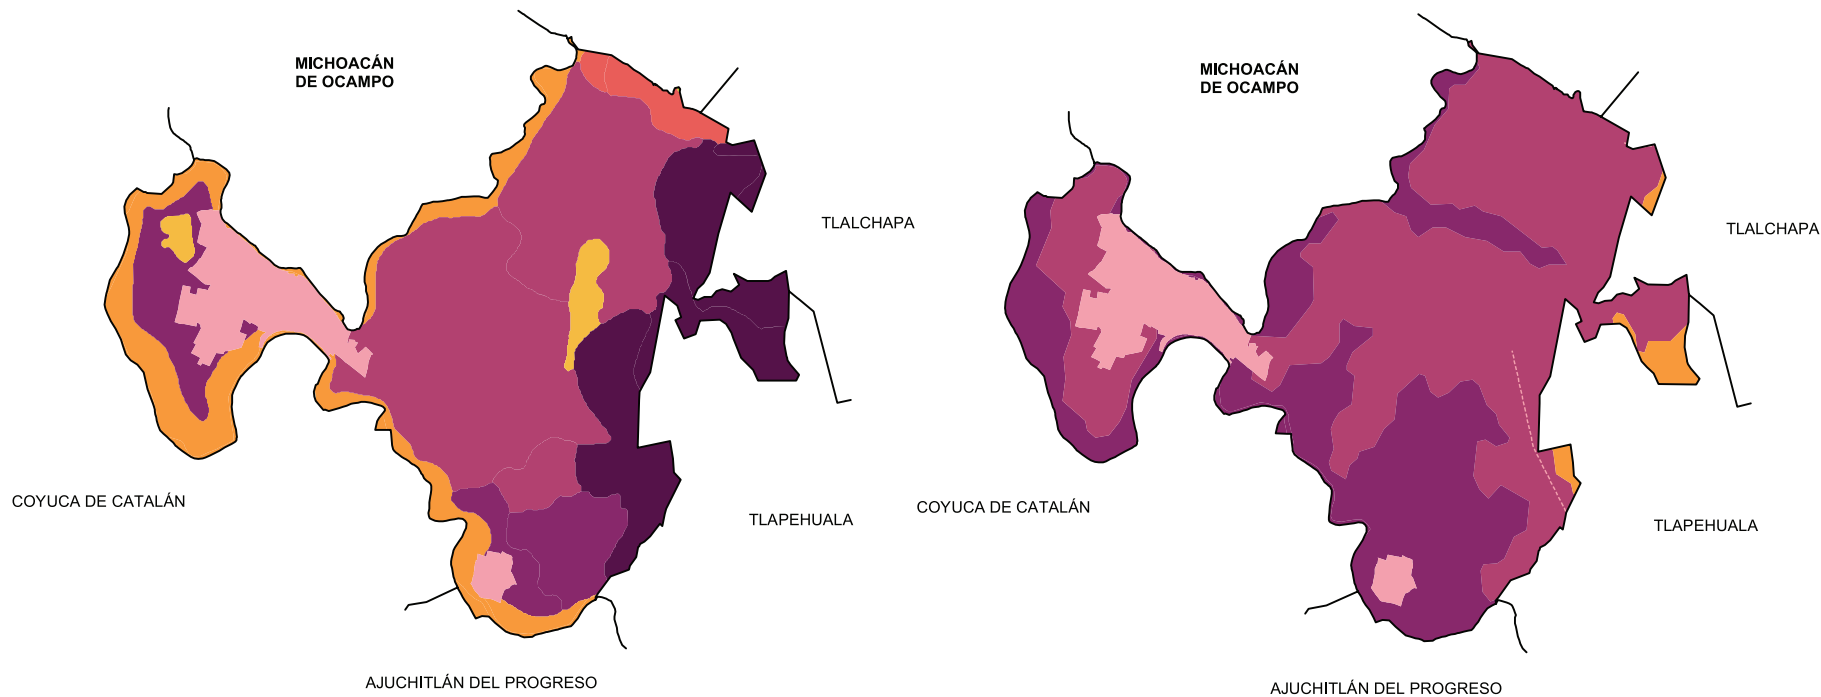 MICHOACÁN
DE OCAMPO
TLALCHAPA
COYUCA DE CATALÁN
TLAPEHUALA
AJUCHITLÁN DEL PROGRESO
MICHOACÁN
DE OCAMPO
TLALCHAPA
COYUCA DE CATALÁN
TLAPEHUALA
AJUCHITLÁN DEL PROGRESO